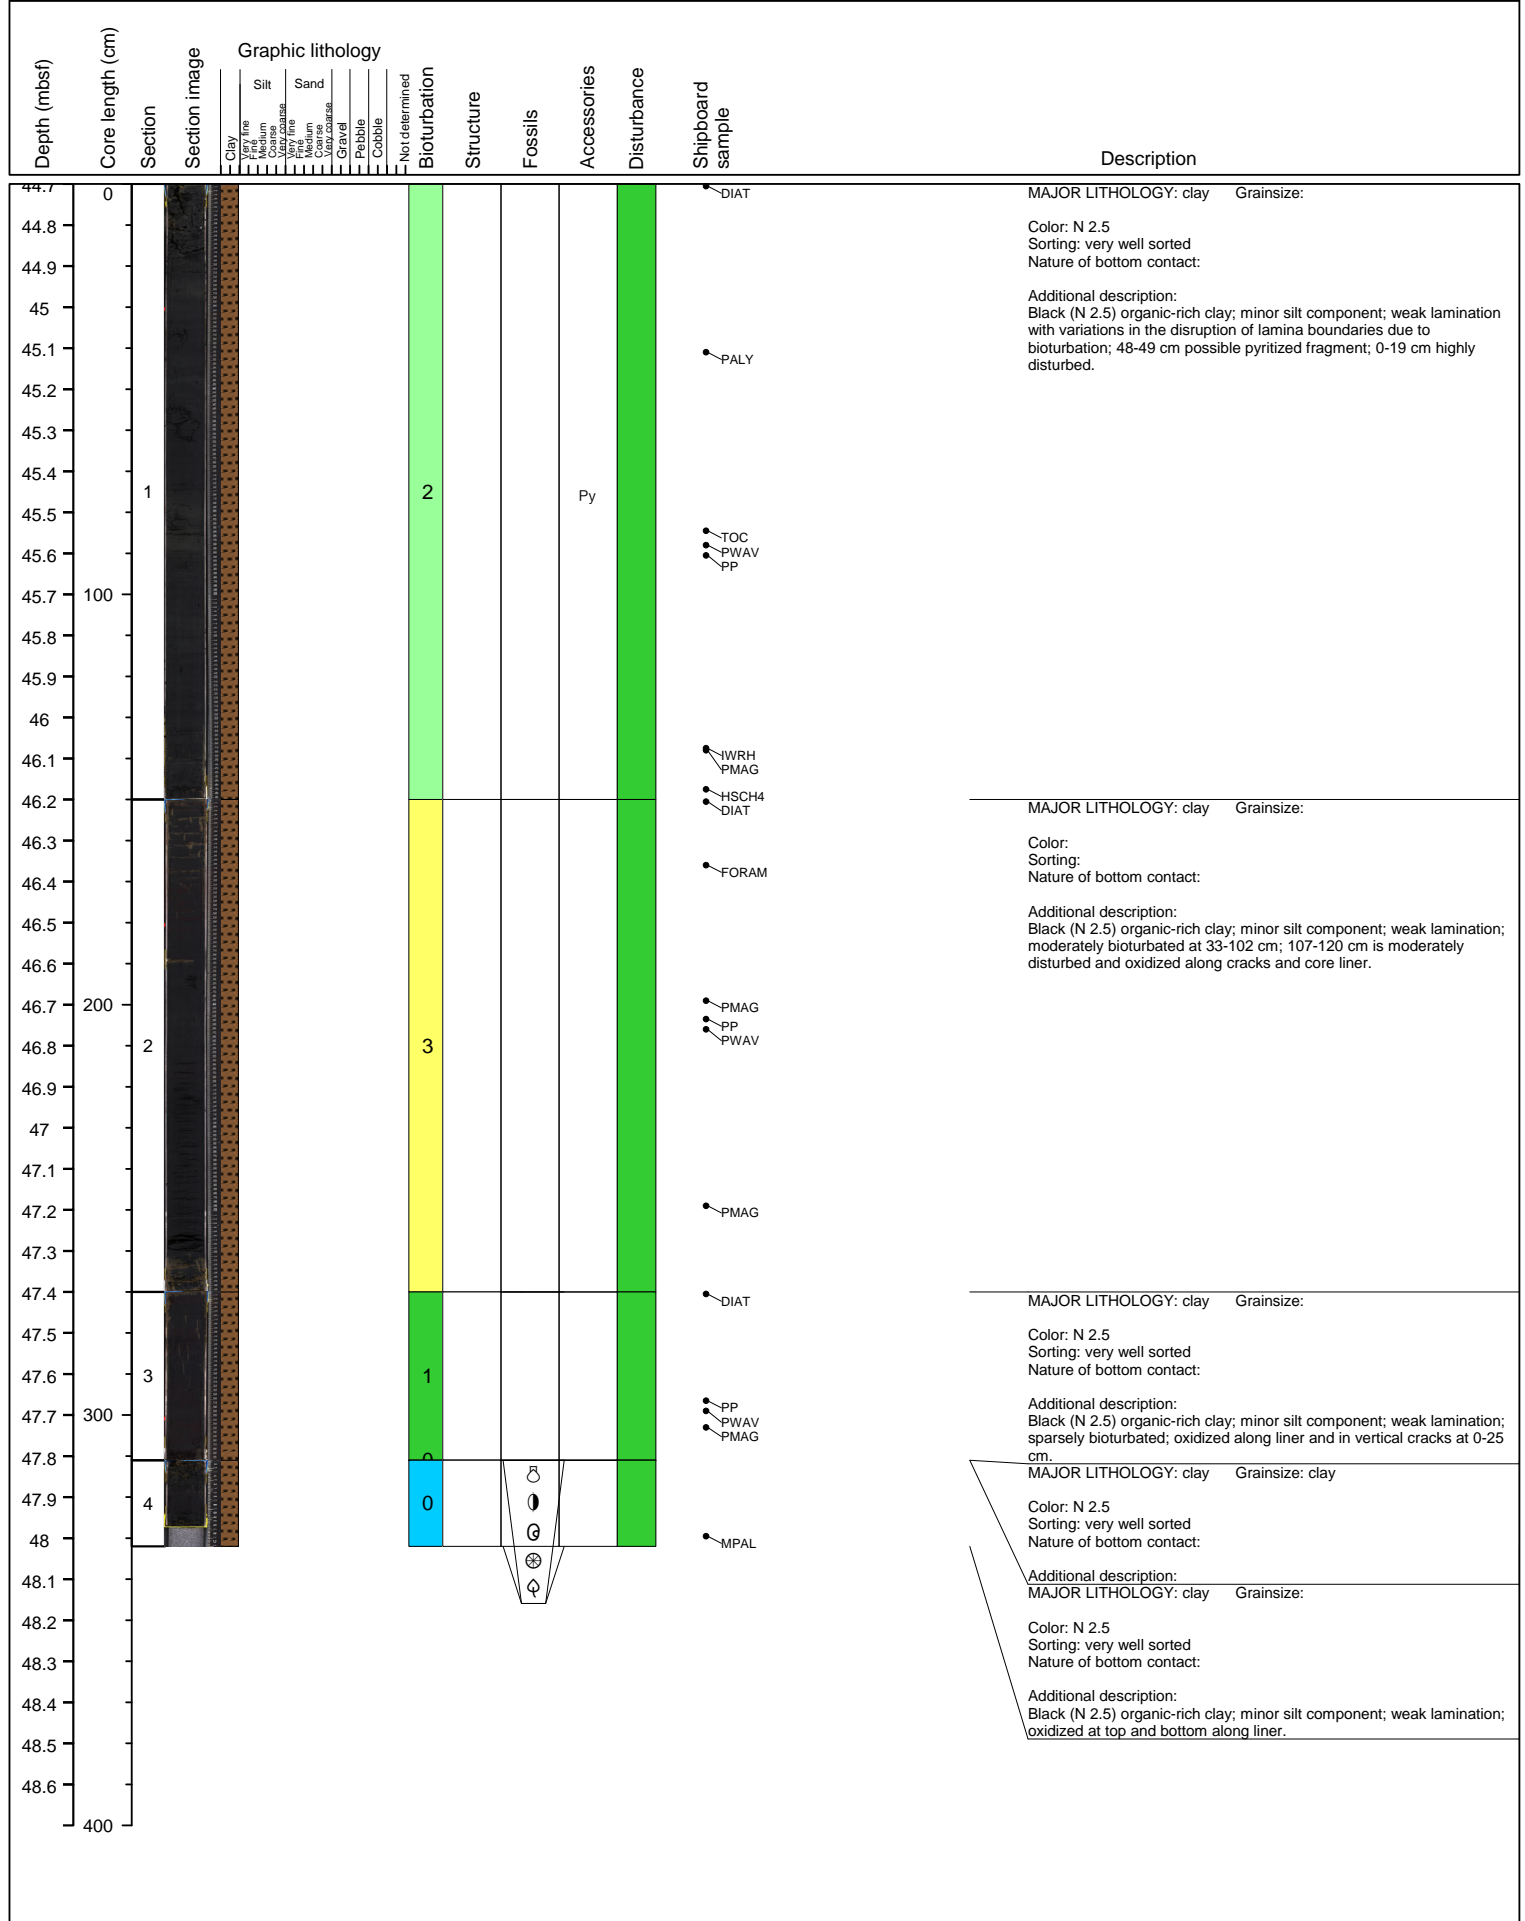 Depth (mbsf)
Core length (cm)
Section
Section image
Graphic lithology
Clay
Silt
Very fine
Fine
Medium
Coarse
Very coarse
Sand
Very fine
Fine
Medium
Coarse
Very coarse
Gravel
Pebble
Cobble
Not determined
Bioturbation
Structure
Fossils
Accessories
Disturbance
Shipboard
sample
Description
44.7
44.8
44.9
45
45.1
45.2
45.3
45.4
45.5
45.6
45.7
45.8
45.9
46
46.1
46.2
46.3
46.4
46.5
46.6
46.7
46.8
46.9
47
47.1
47.2
47.3
47.4
47.5
47.6
47.7
47.8
47.9
48
48.1
48.2
48.3
48.4
48.5
48.6
0
100
200
300
400
1
2
3
4
2
3
1
0
0
Py
DIAT
PALY
TOC
PWAV
PP
IWRH
PMAG
HSCH4
DIAT
FORAM
PMAG
PP
PWAV
PMAG
DIAT
PP
PWAV
PMAG
MPAL
MAJOR LITHOLOGY: clay Grainsize:
Color: N 2.5
Sorting: very well sorted
Nature of bottom contact:
Additional description:
Black (N 2.5) organic-rich clay; minor silt component; weak lamination
with variations in the disruption of lamina boundaries due to
bioturbation; 48-49 cm possible pyritized fragment; 0-19 cm highly
disturbed.
MAJOR LITHOLOGY: clay Grainsize:
Color:
Sorting:
Nature of bottom contact:
Additional description:
Black (N 2.5) organic-rich clay; minor silt component; weak lamination;
moderately bioturbated at 33-102 cm; 107-120 cm is moderately
disturbed and oxidized along cracks and core liner.
MAJOR LITHOLOGY: clay Grainsize:
Color: N 2.5
Sorting: very well sorted
Nature of bottom contact:
Additional description:
Black (N 2.5) organic-rich clay; minor silt component; weak lamination;
sparsely bioturbated; oxidized along liner and in vertical cracks at 0-25
cm.
MAJOR LITHOLOGY: clay Grainsize: clay
Color: N 2.5
Sorting: very well sorted
Nature of bottom contact:
Additional description:
MAJOR LITHOLOGY: clay Grainsize:
Color: N 2.5
Sorting: very well sorted
Nature of bottom contact:
Additional description:
Black (N 2.5) organic-rich clay; minor silt component; weak lamination;
oxidized at top and bottom along liner.